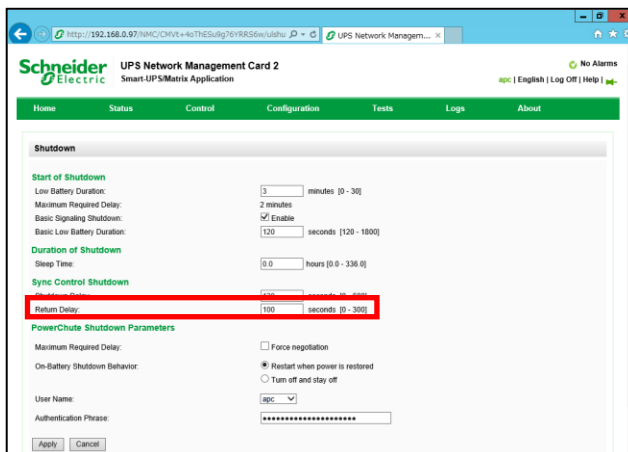 http://192.168.0.97/NMC/CMVt+4oThESu9g76YRRS6w/ulshu
UPS Network Managem... ×
Schneider Electric
UPS Network Management Card 2
Smart-UPS/Matrix Application
No Alarms
apc | English | Log Off | Help |
Home Status Control Configuration Tests Logs About
Shutdown
Start of Shutdown
Low Battery Duration: 3 minutes [0 - 30]
Maximum Required Delay: 2 minutes
Basic Signaling Shutdown: Enable
Basic Low Battery Duration: 120 seconds [120 - 1800]
Duration of Shutdown
Sleep Time: 0.0 hours [0.0 - 336.0]
Sync Control Shutdown
Return Delay: 100 seconds [0 - 300]
PowerChute Shutdown Parameters
Maximum Required Delay: Force negotiation
On-Battery Shutdown Behavior: Restart when power is restored
Turn off and stay off
User Name: apc
Authentication Phrase: •••••••••••••••••••••
Apply Cancel